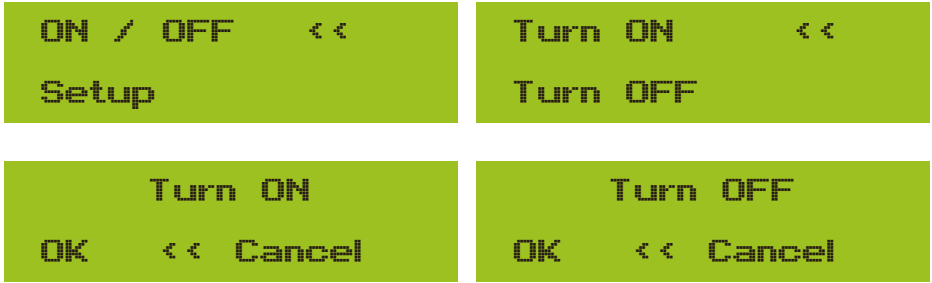 ON / OFF <<
Setup
Turn ON <<
Turn OFF
Turn ON
OK << Cancel
Turn OFF
OK << Cancel